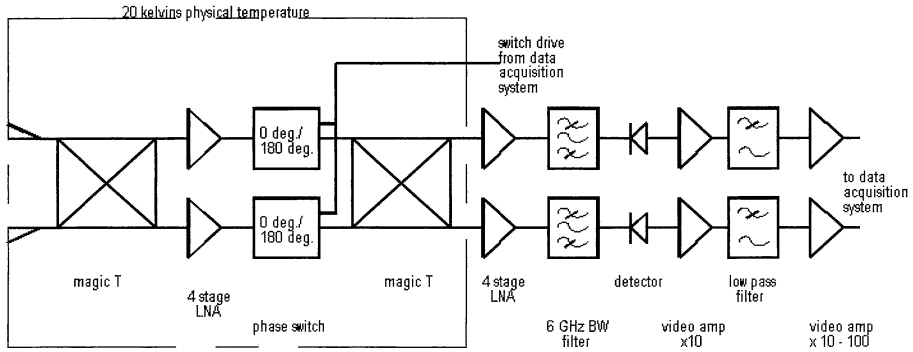 20 kelvins physical temperature
switch drive
from data
acquisition
system
0 deg./
180 deg.
0 deg./
180 deg.
to data
acquisition
system
magic T
4 stage
LNA
phase switch
magic T
4 stage
LNA
6 GHz BW
filter
detector
video amp
x10
low pass
filter
video amp
x 10 - 100